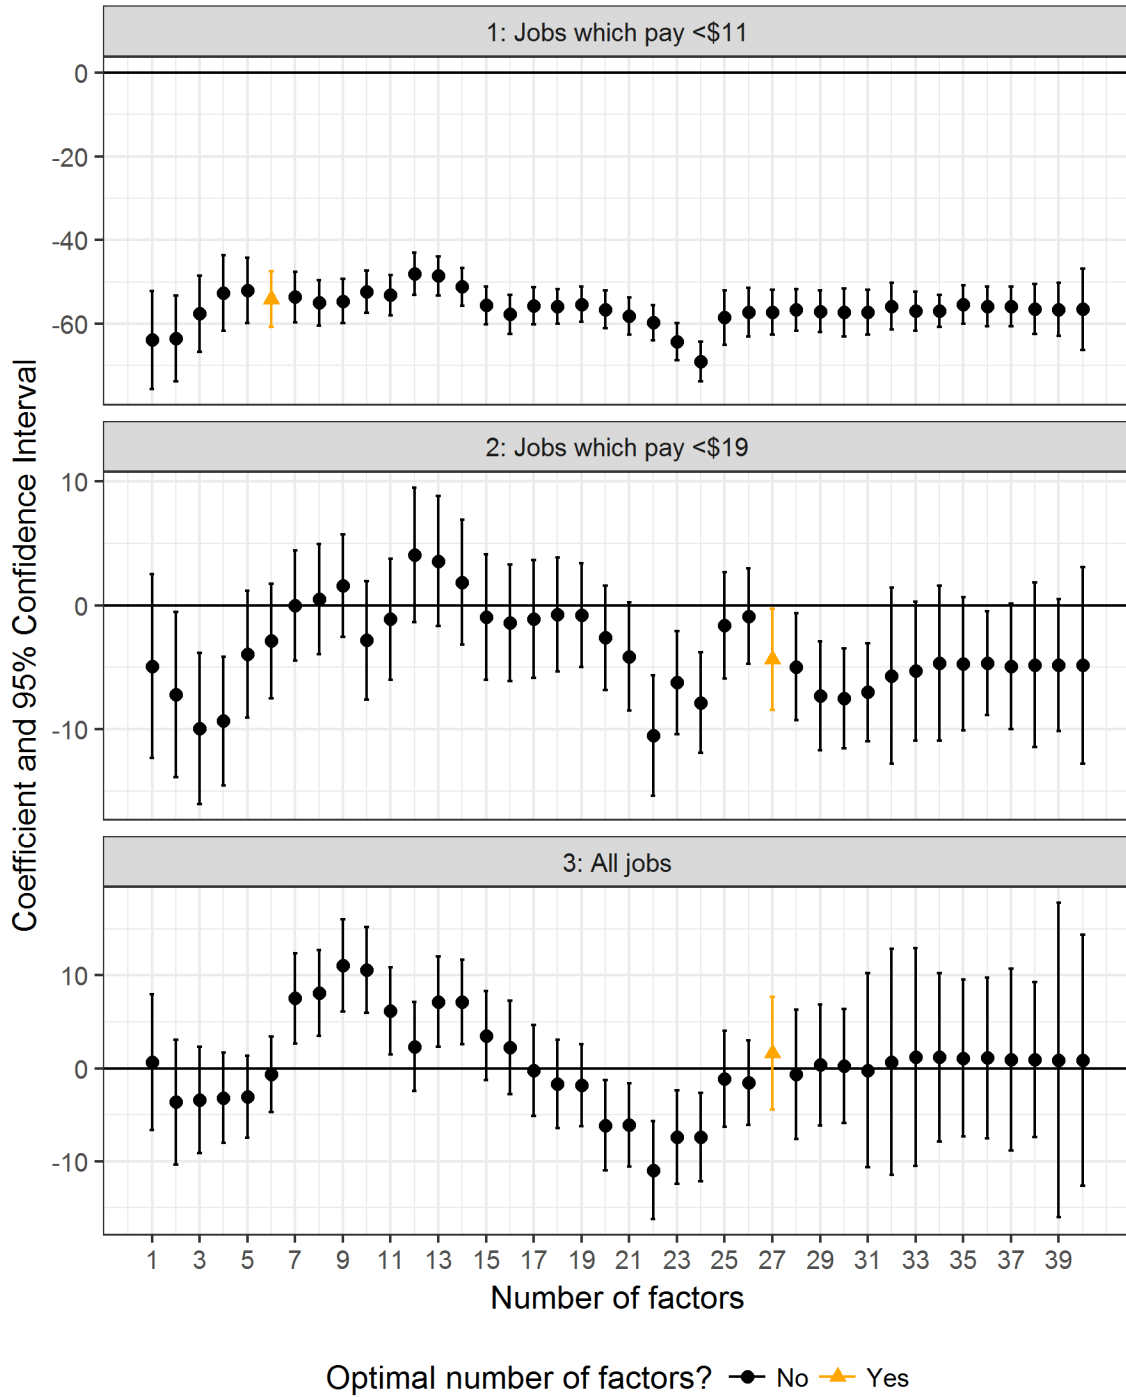 1: Jobs which pay <$11
0
-20
-40
-60
2: Jobs which pay <$19
10
0
-10
3: All jobs
10
0
-10
1 3 5 7 9 11 13 15 17 19 21 23 25 27 29 31 33 35 37 39
Number of factors
Coefficient and 95% Confidence Interval
Optimal number of factors? No Yes